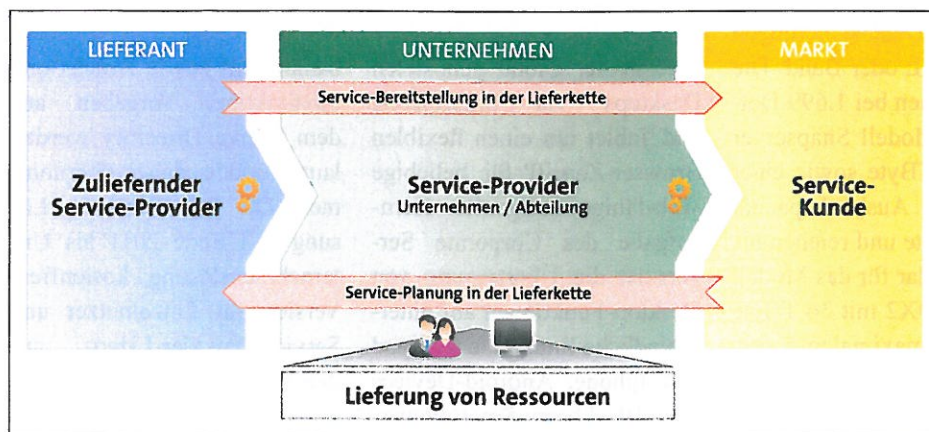 LIEFERANT
UNTERNEHMEN
MARKT
Service-Bereitstellung in der Lieferkette
Zuliefernder
Service-Provider
Service-Provider
Unternehmen / Abteilung
Service-
Kunde
Service-Planung in der Lieferkette
Lieferung von Ressourcen